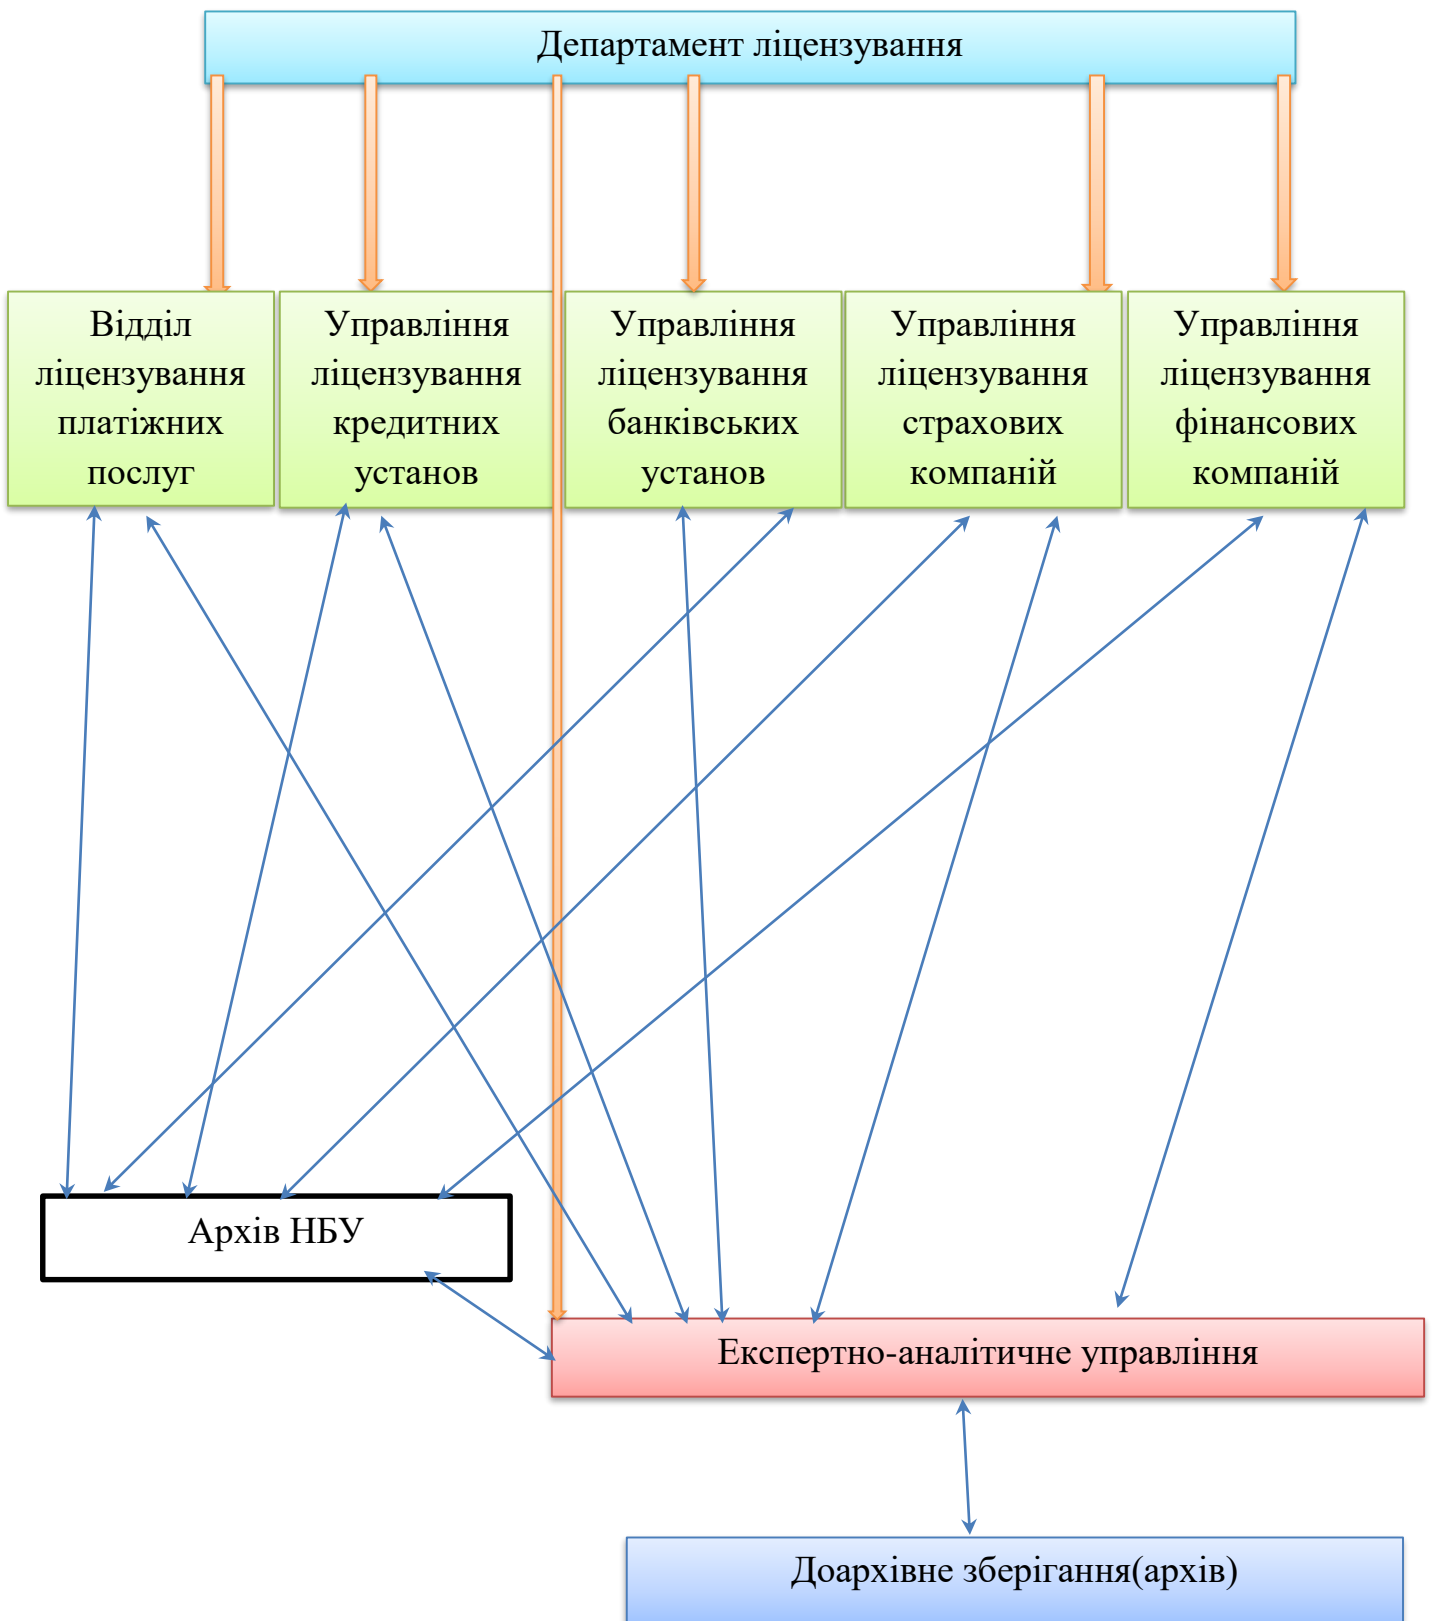 Департамент ліцензування
Відділ
ліцензування
платіжних
послуг
Управління
ліцензування
кредитних
установ
Управління
ліцензування
банківських
установ
Управління
ліцензування
страхових
компаній
Управління
ліцензування
фінансових
компаній
Архів НБУ
Експертно-аналітичне управління
Доархівне зберігання(архів)